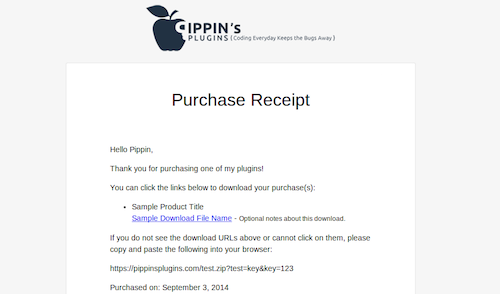 PIPPIN's
PLUGINS { Coding Everyday Keeps the Bugs Away }
Purchase Receipt
Hello Pippin,
Thank you for purchasing one of my plugins!
You can click the links below to download your purchase(s):
• Sample Product Title
Sample Download File Name - Optional notes about this download.
If you do not see the download URLs above or cannot click on them, please
copy and paste the following into your browser:
https://pippinsplugins.com/test.zip?test=key&key=123
Purchased on: September 3, 2014